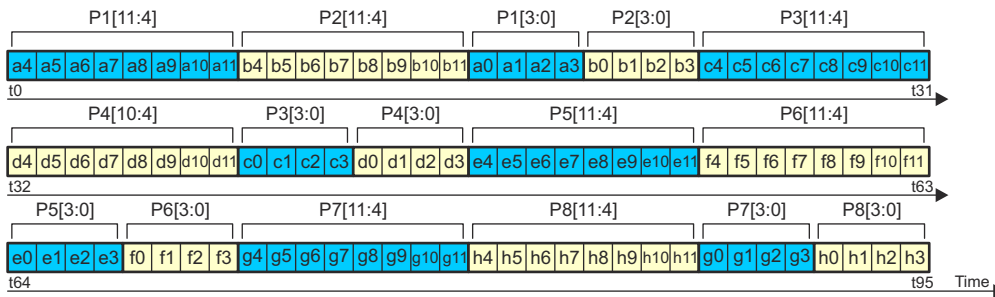 P1[11:4] P2[11:4] P1[3:0] P2[3:0] P3[11:4]
a4 a5 a6 a7 a8 a9 a10 a11 b4 b5 b6 b7 b8 b9 b10 b11 a0 a1 a2 a3 b0 b1 b2 b3 c4 c5 c6 c7 c8 c9 c10 c11
t0 t31
P4[10:4] P3[3:0] P4[3:0] P5[11:4] P6[11:4]
d4 d5 d6 d7 d8 d9 d10 d11 c0 c1 c2 c3 d0 d1 d2 d3 e4 e5 e6 e7 e8 e9 e10 e11 f4 f5 f6 f7 f8 f9 f10 f11
t32 t63
P5[3:0] P6[3:0] P7[11:4] P8[11:4] P7[3:0] P8[3:0]
e0 e1 e2 e3 f0 f1 f2 f3 g4 g5 g6 g7 g8 g9 g10 g11 h4 h5 h6 h7 h8 h9 h10 h11 g0 g1 g2 g3 h0 h1 h2 h3
t64 t95 Time